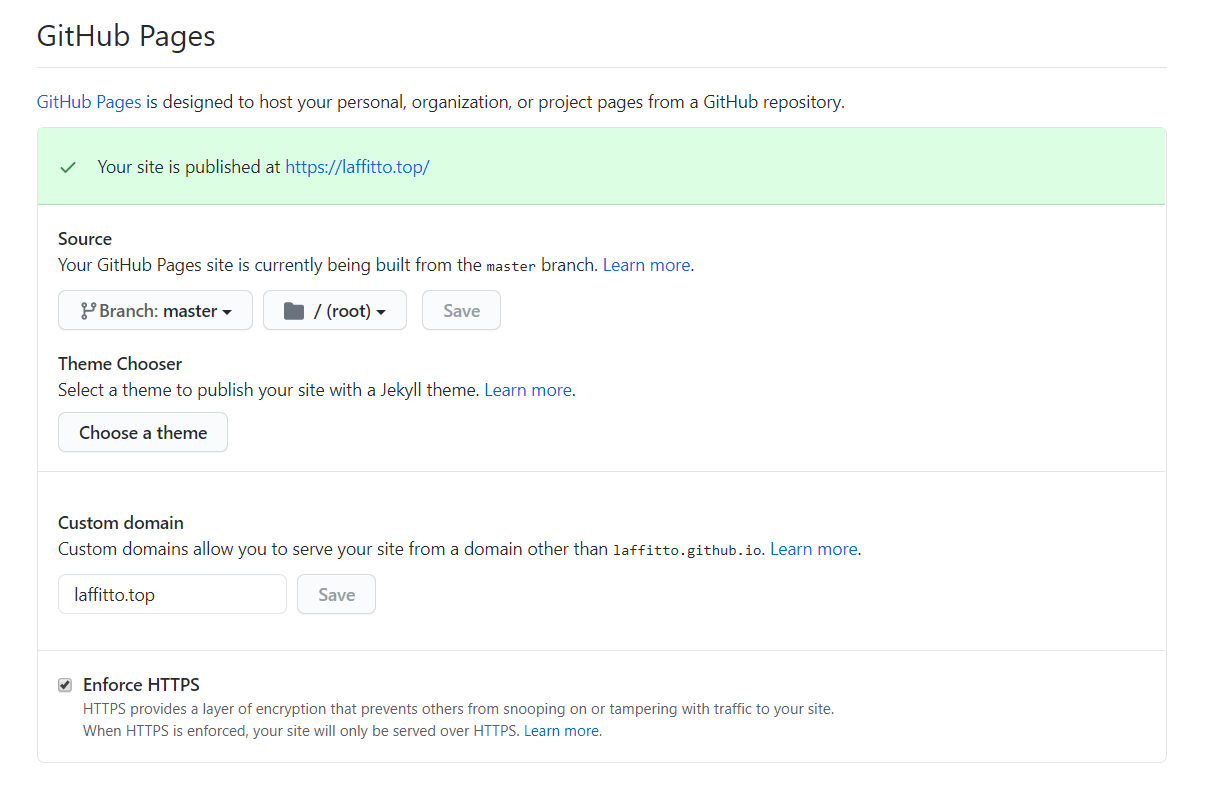 GitHub Pages
GitHub Pages is designed to host your personal, organization, or project pages from a GitHub repository.
Your site is published at https://laffitto.top/
Source
Your GitHub Pages site is currently being built from the master branch. Learn more.
Branch: master
/ (root)
Save
Theme Chooser
Select a theme to publish your site with a Jekyll theme. Learn more.
Choose a theme
Custom domain
Custom domains allow you to serve your site from a domain other than laffitto.github.io. Learn more.
laffitto.top
Save
Enforce HTTPS
HTTPS provides a layer of encryption that prevents others from snooping on or tampering with traffic to your site.
When HTTPS is enforced, your site will only be served over HTTPS. Learn more.